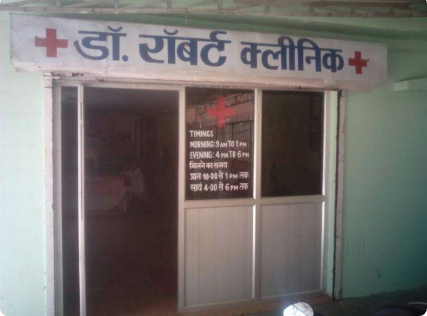 डॉ. रॉबर्ट क्लीनिक
TIMINGS
MORNING: 9 AM TO 1 PM
EVENING: 4 PM TO 6 PM
मिलने का समय
प्रातः 10-00 से 1 PM तक
सायं 4-00 से 6 PM तक